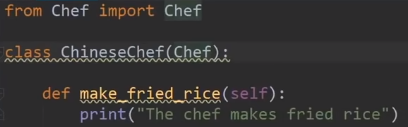 from Chef import Chef
class ChineseChef(Chef):
def make_fried_rice(self):
print("The chef makes fried rice")